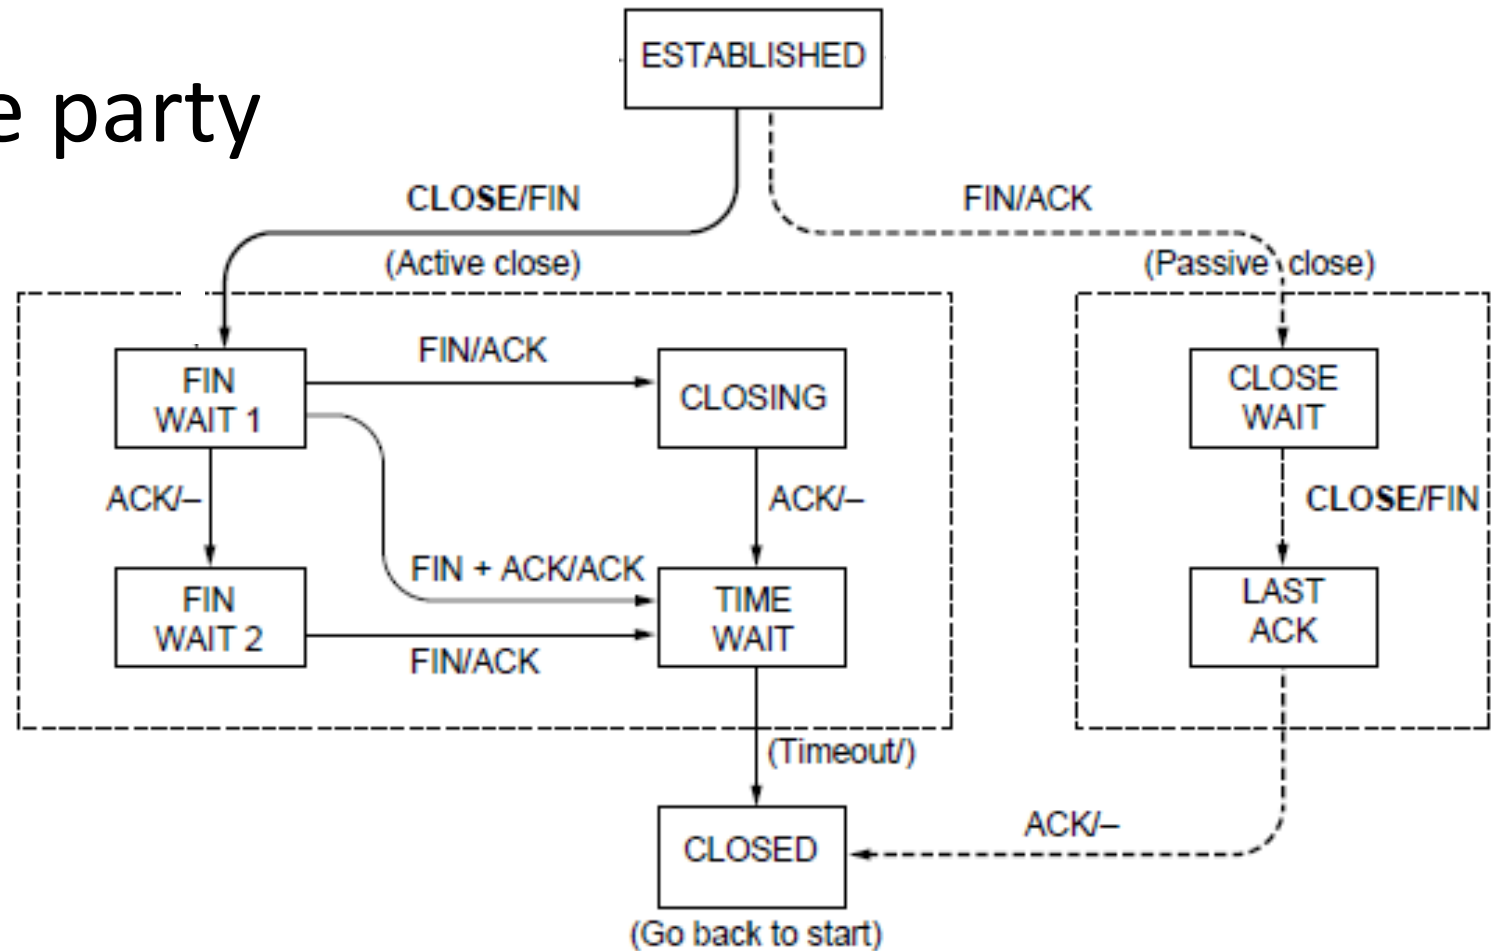 ESTABLISHED
e party
CLOSE/FIN
FIN/ACK
(Active close)
(Passive close)
FIN
WAIT 1
FIN/ACK
CLOSING
CLOSE
WAIT
ACK/–
ACK/–
CLOSE/FIN
FIN + ACK/ACK
FIN
WAIT 2
TIME
WAIT
LAST
ACK
FIN/ACK
(Timeout/)
ACK/–
CLOSED
(Go back to start)